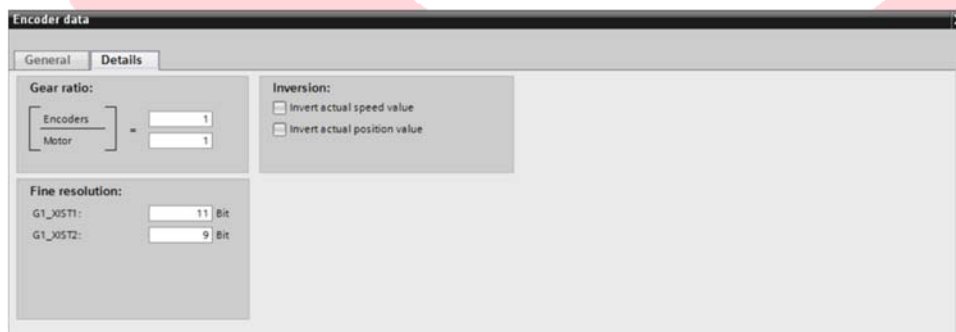 Encoder data
General Details
Gear ratio:
Encoders
Motor
=
1
1
Inversion:
Invert actual speed value
Invert actual position value
Fine resolution:
G1_XIST1: 11 Bit
G1_XIST2: 9 Bit